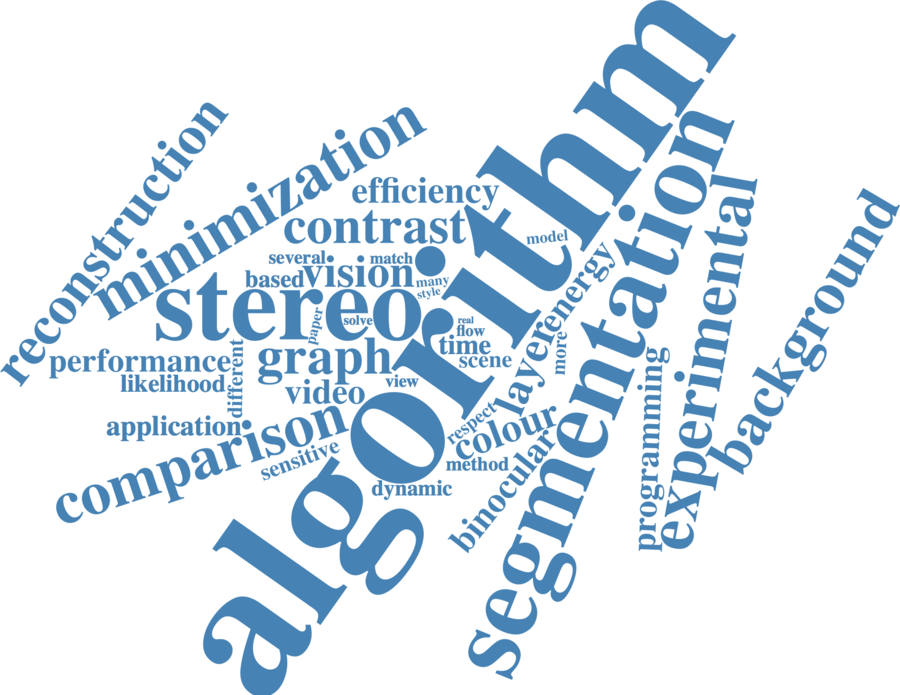 algorithm
reconstruction
minimization
segmentation
efficiency
experimental
contrast
background
model
several
match
based
vision
many
style
energy
stereo
paper
solve
real
flow
time
more
performance
different
graph
scene
layer
likelihood
view
video
programming
application
comparison
respect
colour
sensitive
method
binocular
dynamic